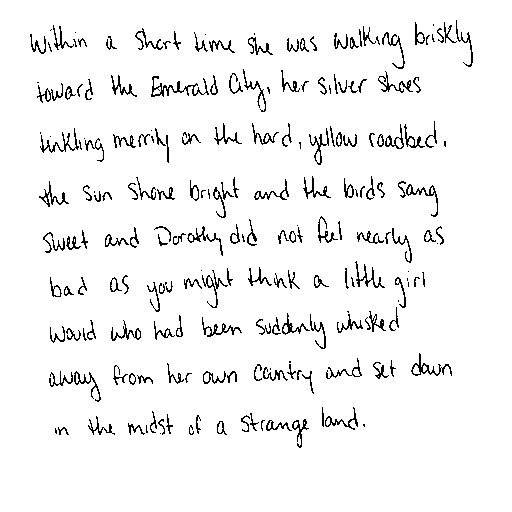 Within a short time she was walking briskly
toward the Emerald City, her silver shoes
tinkling merrily on the hard, yellow roadbed.
the sun shone bright and the birds sang
sweet and Dorothy did not feel nearly as
bad as you might think a little girl
would who had been suddenly whisked
away from her own country and set down
in the midst of a strange land.